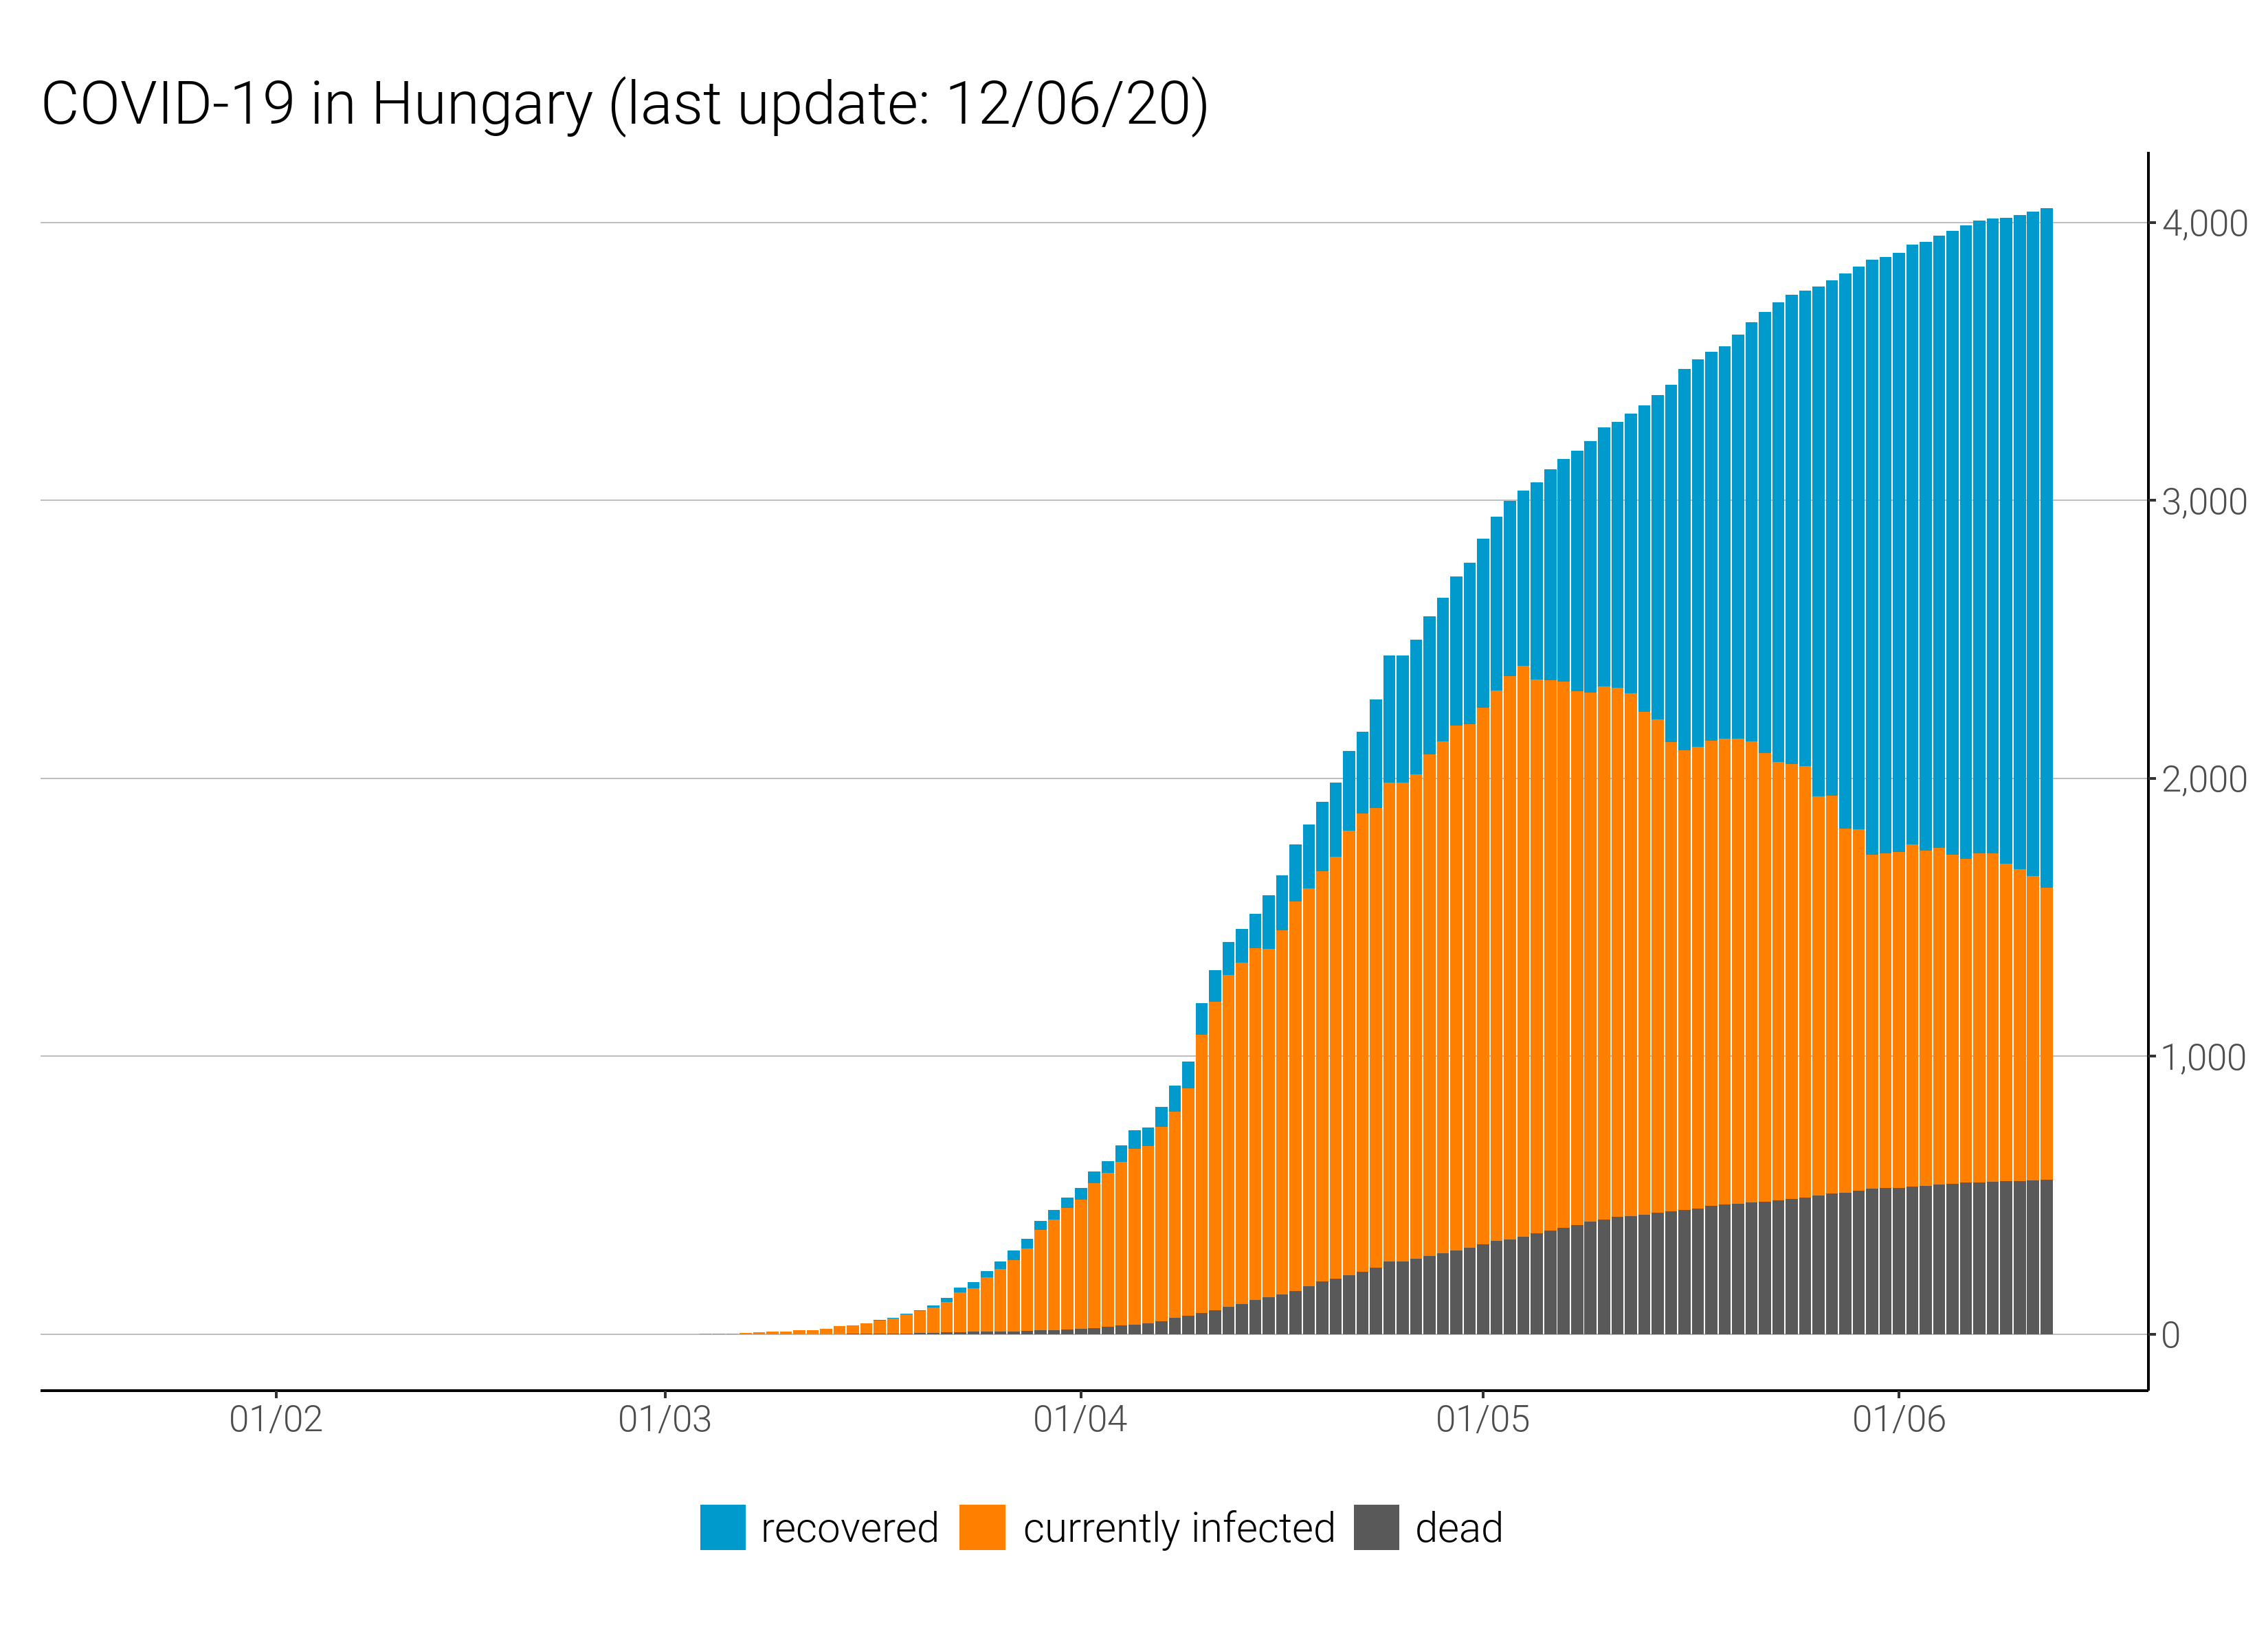 COVID-19 in Hungary (last update: 12/06/20)
4,000
3,000
2,000
1,000
0
01/02 01/03 01/04 01/05 01/06
recovered currently infected dead